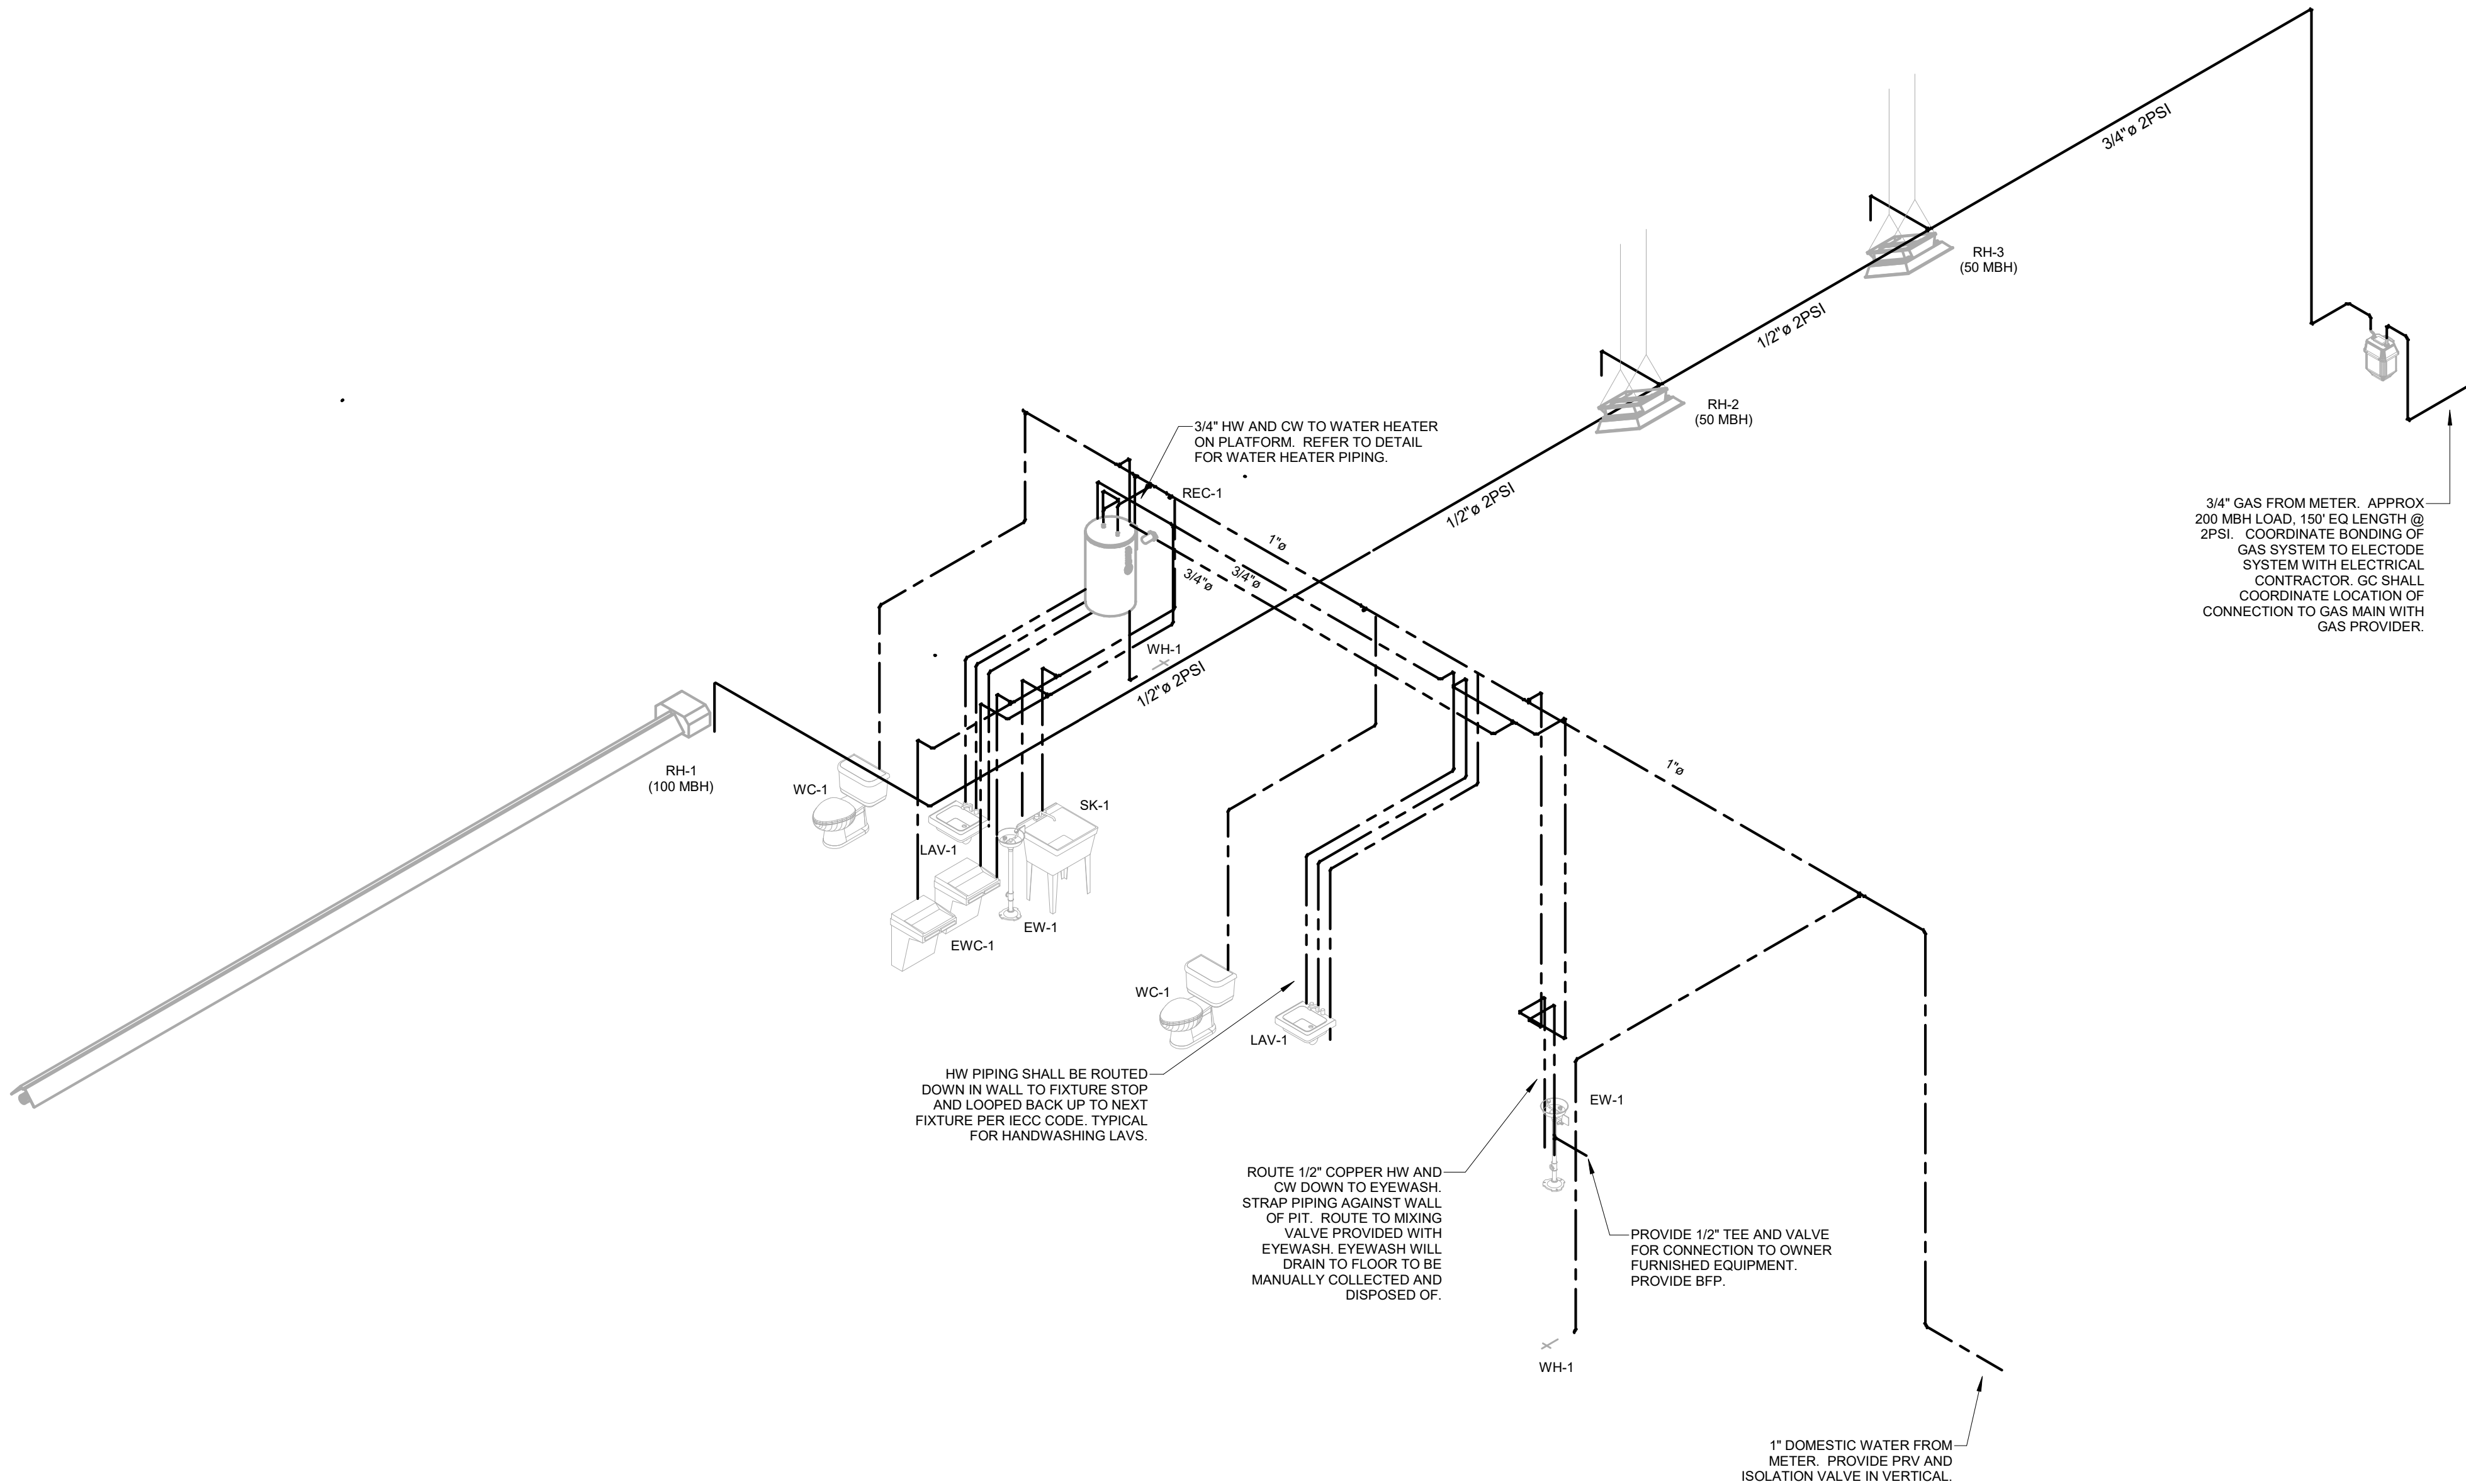 3/4"ø 2PSI
RH-3
(50 MBH)
1/2"ø 2PSI
RH-2
(50 MBH)
3/4" HW AND CW TO WATER HEATER
ON PLATFORM. REFER TO DETAIL
FOR WATER HEATER PIPING.
REC-1
1/2"ø 2PSI
3/4" GAS FROM METER. APPROX
200 MBH LOAD, 150' EQ LENGTH @
2PSI. COORDINATE BONDING OF
GAS SYSTEM TO ELECTODE
SYSTEM WITH ELECTRICAL
CONTRACTOR. GC SHALL
COORDINATE LOCATION OF
CONNECTION TO GAS MAIN WITH
GAS PROVIDER.
1"ø
3/4"ø
3/4"ø
WH-1
1/2"ø 2PSI
RH-1
(100 MBH)
WC-1
SK-1
LAV-1
EW-1
EWC-1
1"ø
WC-1
LAV-1
HW PIPING SHALL BE ROUTED
DOWN IN WALL TO FIXTURE STOP
AND LOOPED BACK UP TO NEXT
FIXTURE PER IECC CODE. TYPICAL
FOR HANDWASHING LAVS.
EW-1
ROUTE 1/2" COPPER HW AND
CW DOWN TO EYEWASH.
STRAP PIPING AGAINST WALL
OF PIT. ROUTE TO MIXING
VALVE PROVIDED WITH
EYEWASH. EYEWASH WILL
DRAIN TO FLOOR TO BE
MANUALLY COLLECTED AND
DISPOSED OF.
PROVIDE 1/2" TEE AND VALVE
FOR CONNECTION TO OWNER
FURNISHED EQUIPMENT.
PROVIDE BFP.
WH-1
1" DOMESTIC WATER FROM
METER. PROVIDE PRV AND
ISOLATION VALVE IN VERTICAL.